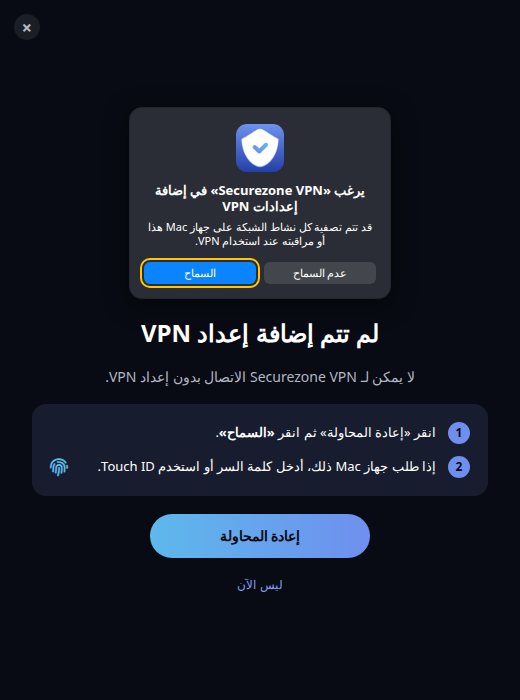 يرغب «Securezone VPN» في إضافة
إعدادات VPN
قد تتم تصفية كل نشاط الشبكة على جهاز Mac هذا
أو مراقبته عند استخدام VPN.
عدم السماح
السماح
لم تتم إضافة إعداد VPN
لا يمكن لـ Securezone VPN الاتصال بدون إعداد VPN.
1 انقر «إعادة المحاولة» ثم انقر «السماح».
2 إذا طلب جهاز Mac ذلك، أدخل كلمة السر أو استخدم Touch ID.
إعادة المحاولة
ليس الآن